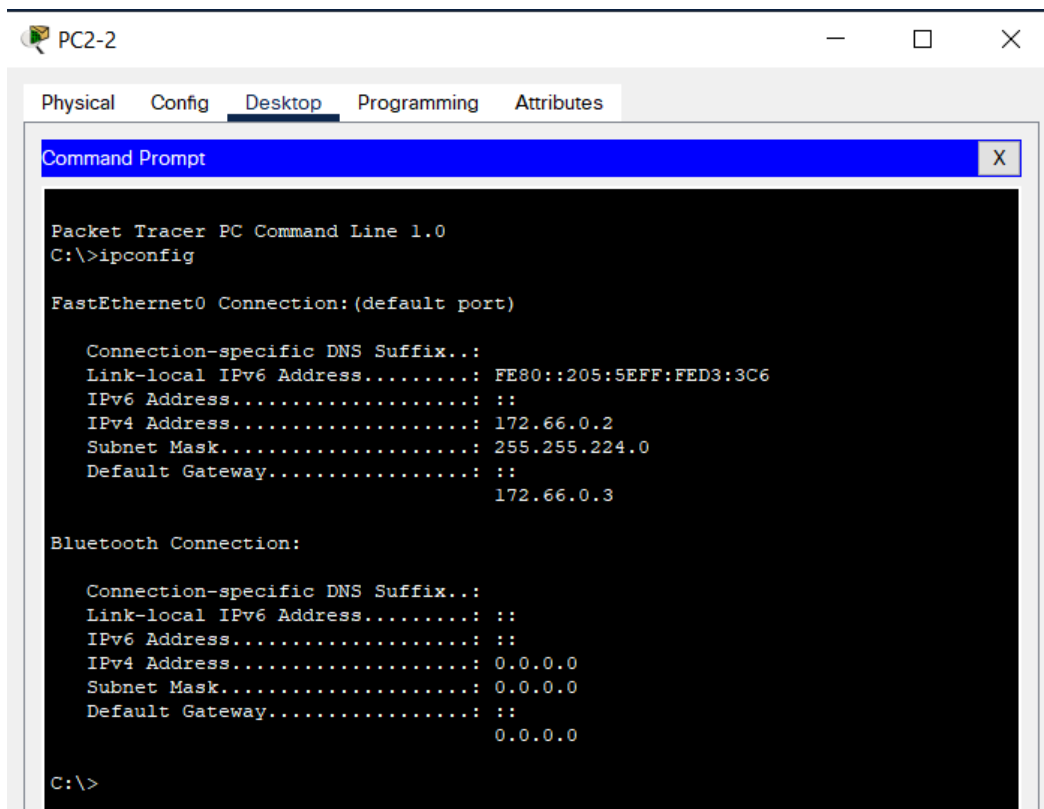 PC2-2
Physical Config Desktop Programming Attributes
Command Prompt
X
Packet Tracer PC Command Line 1.0
C:\>ipconfig
FastEthernet0 Connection:(default port)
Connection-specific DNS Suffix..:
Link-local IPv6 Address.........: FE80::205:5EFF:FED3:3C6
IPv6 Address....................: ::
IPv4 Address....................: 172.66.0.2
Subnet Mask.....................: 255.255.224.0
Default Gateway.................: ::
172.66.0.3
Bluetooth Connection:
Connection-specific DNS Suffix..:
Link-local IPv6 Address.........: ::
IPv6 Address....................: ::
IPv4 Address....................: 0.0.0.0
Subnet Mask.....................: 0.0.0.0
Default Gateway.................: ::
0.0.0.0
C:\>